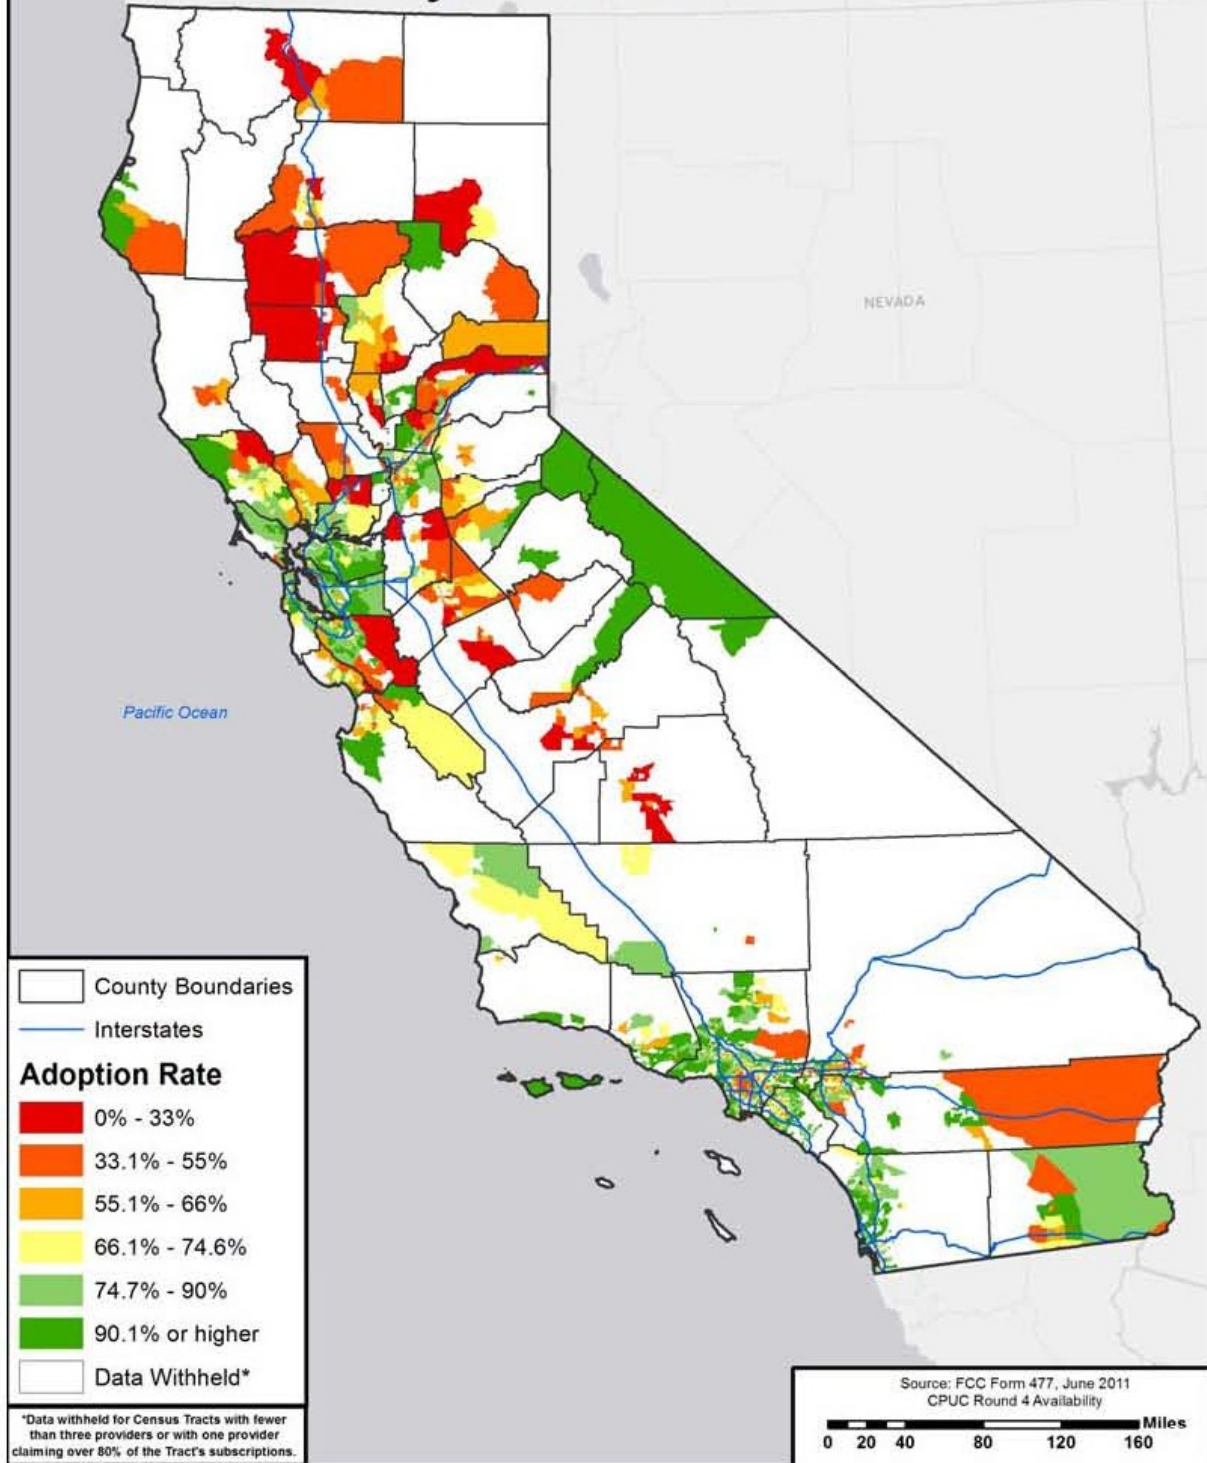 NEVADA
Pacific Ocean
County Boundaries
Interstates
Adoption Rate
0% - 33%
33.1% - 55%
55.1% - 66%
66.1% - 74.6%
74.7% - 90%
90.1% or higher
Data Withheld*
*Data withheld for Census Tracts with fewer
than three providers or with one provider
claiming over 80% of the Tract's subscriptions.
Source: FCC Form 477, June 2011
CPUC Round 4 Availability
Miles
0 20 40 80 120 160